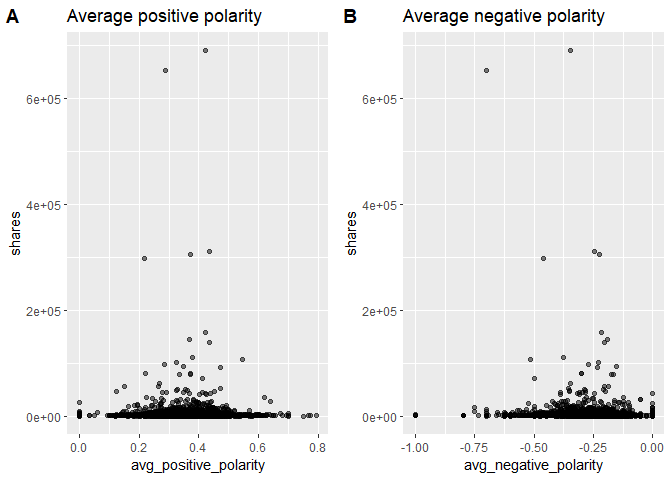 A Average positive polarity
6e+05
4e+05
2e+05
0e+00
shares
0.0 0.2 0.4 0.6 0.8
avg_positive_polarity
B Average negative polarity
6e+05
4e+05
2e+05
0e+00
shares
-1.00 -0.75 -0.50 -0.25 0.00
avg_negative_polarity